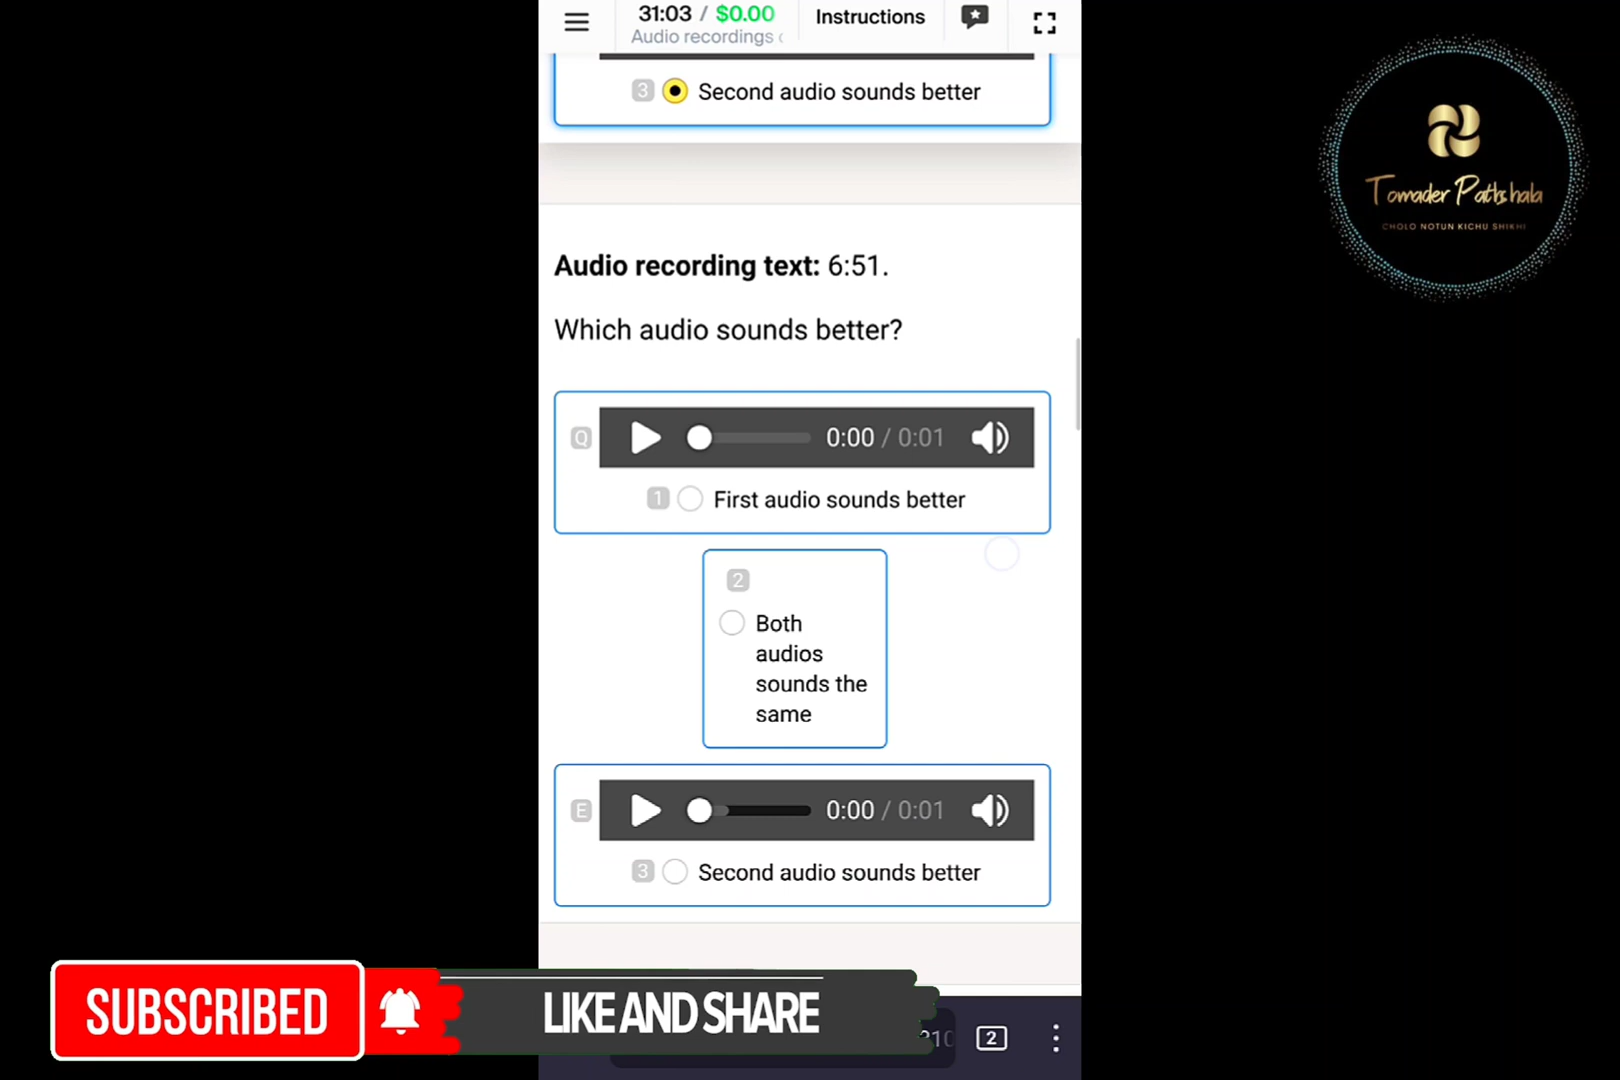 31:03 / $0.00
Audio recordings
Instructions
3 Second audio sounds better
Audio recording text: 6:51.
Which audio sounds better?
Q 0:00 / 0:01
1 First audio sounds better
2
Both
audios
sounds the
same
E 0:00 / 0:01
3 Second audio sounds better
2
SUBSCRIBED
LIKE AND SHARE
Tomader Pathshala
CHOLO NOTUN KICHU SHIKHI